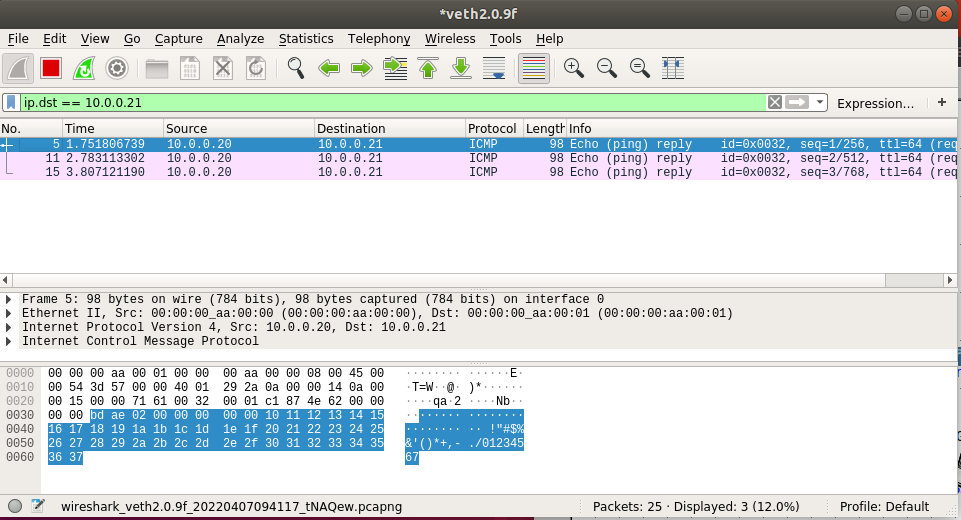 *veth2.0.9f
File Edit View Go Capture Analyze Statistics Telephony Wireless Tools Help
ip.dst == 10.0.0.21 Expression… +
No. Time Source Destination Protocol Length Info
5 1.751806739 10.0.0.20 10.0.0.21 ICMP 98 Echo (ping) reply id=0x0032, seq=1/256, ttl=64 (req
11 2.783113302 10.0.0.20 10.0.0.21 ICMP 98 Echo (ping) reply id=0x0032, seq=2/512, ttl=64 (req
15 3.807121190 10.0.0.20 10.0.0.21 ICMP 98 Echo (ping) reply id=0x0032, seq=3/768, ttl=64 (req
Frame 5: 98 bytes on wire (784 bits), 98 bytes captured (784 bits) on interface 0
Ethernet II, Src: 00:00:00_aa:00:00 (00:00:00:aa:00:00), Dst: 00:00:00_aa:00:01 (00:00:00:aa:00:01)
Internet Protocol Version 4, Src: 10.0.0.20, Dst: 10.0.0.21
Internet Control Message Protocol
0000 00 00 00 aa 00 01 00 00 00 aa 00 00 08 00 45 00 ········ ······E·
0010 00 54 3d 57 00 00 40 01 29 2a 0a 00 00 14 0a 00 ·T=W··@· )*······
0020 00 15 00 00 71 61 00 32 00 01 c1 87 4e 62 00 00 ····qa·2 ····Nb··
0030 00 00 bd ae 02 00 00 00 00 00 10 11 12 13 14 15 ········ ········
0040 16 17 18 19 1a 1b 1c 1d 1e 1f 20 21 22 23 24 25 ········ ·· !"#$%
0050 26 27 28 29 2a 2b 2c 2d 2e 2f 30 31 32 33 34 35 &'()*+,- ./012345
0060 36 37 67
wireshark_veth2.0.9f_20220407094117_tNAQew.pcapng Packets: 25 · Displayed: 3 (12.0%) Profile: Default